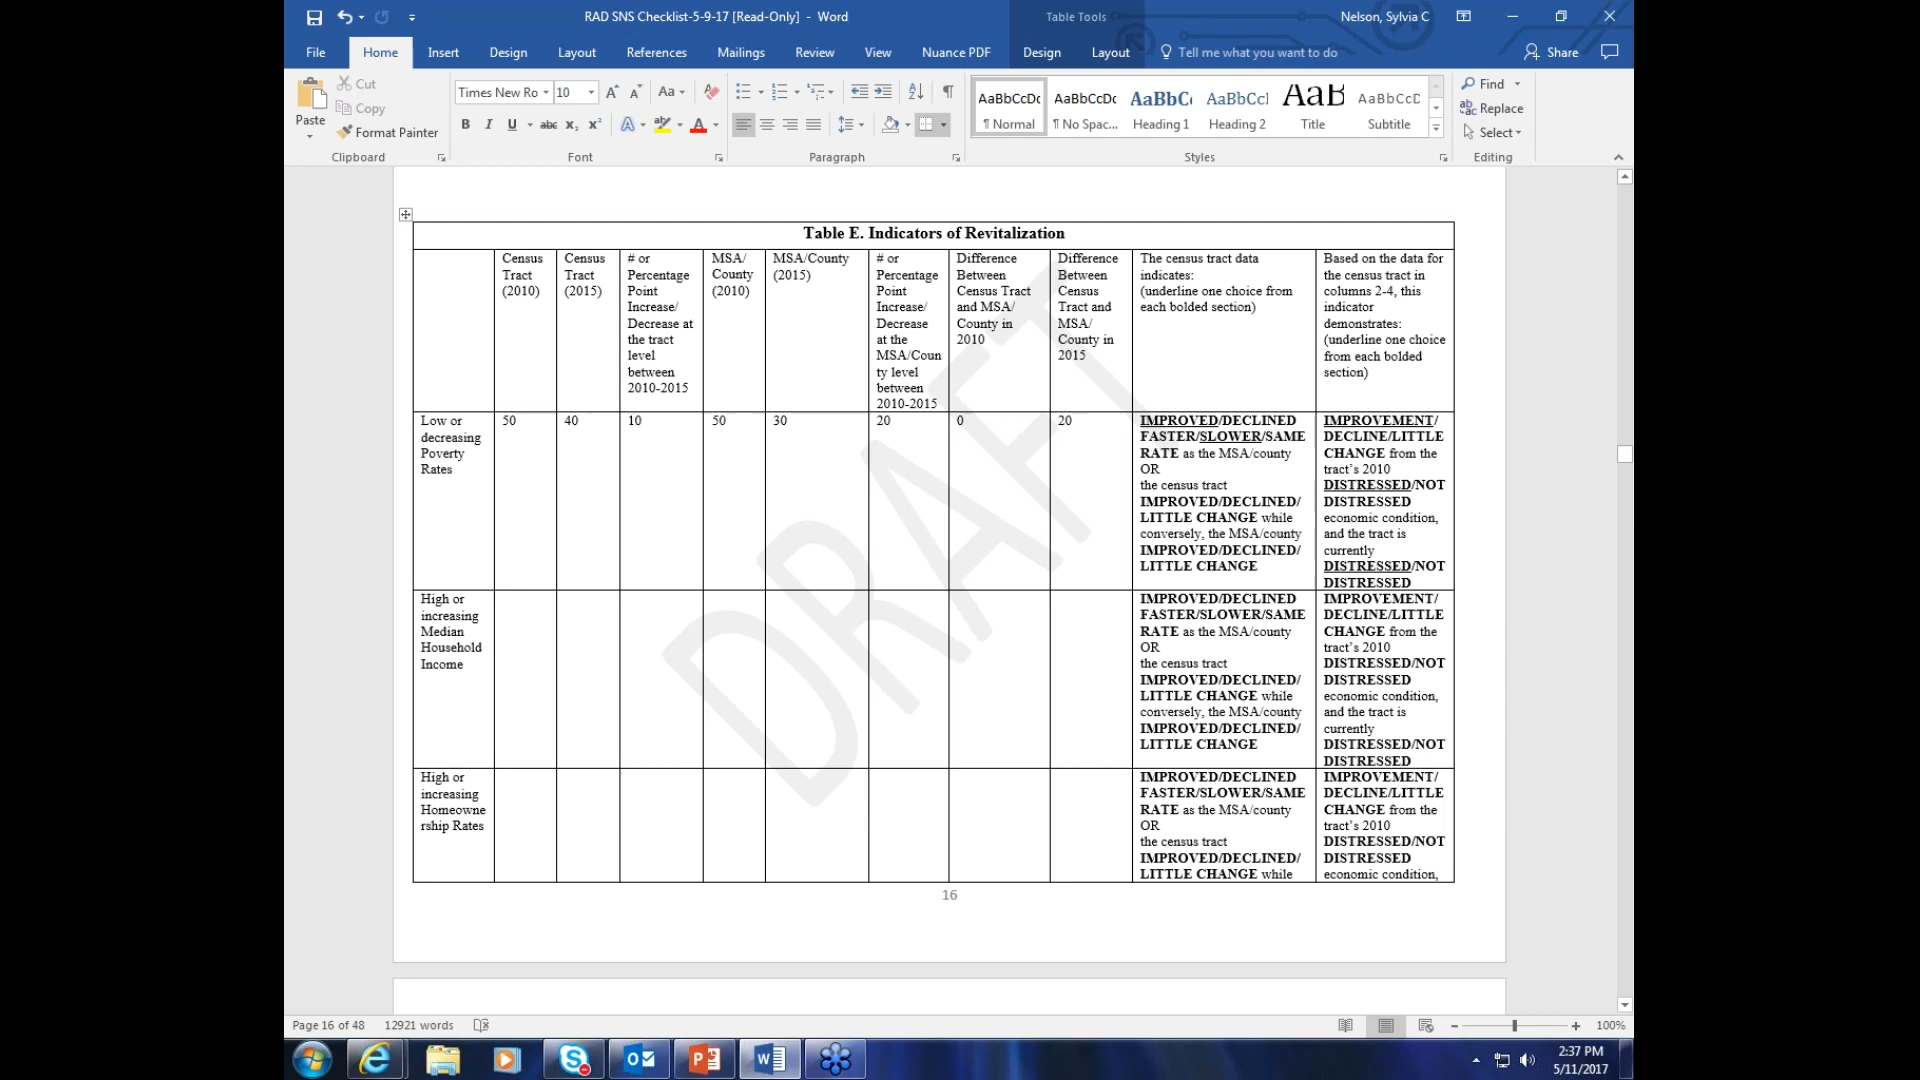 RAD SNS Checklist-5-9-17 [Read-Only] - Word
Table Tools
Nelson, Sylvia C
File
Home
Insert
Design
Layout
References
Mailings
Review
View
Nuance PDF
Design
Layout
Tell me what you want to do
Share
Paste
Cut
Copy
Format Painter
Clipboard
Times New Ro
10
Aa
B I U abc x₂ x²
Font
Paragraph
AaBbCcDc
¶ Normal
AaBbCcDc
¶ No Spac...
AaBbC
Heading 1
AaBbCcl
Heading 2
AaB
Title
AaBbCcD
Subtitle
Styles
Find
Replace
Select
Editing
Table E. Indicators of Revitalization
Census
Tract
(2010)
Census
Tract
(2015)
# or
Percentage
Point
Increase/
Decrease at
the tract
level
between
2010-2015
MSA/
County
(2010)
MSA/County
(2015)
# or
Percentage
Point
Increase/
Decrease
at the
MSA/Coun
ty level
between
2010-2015
Difference
Between
Census Tract
and MSA/
County in
2010
Difference
Between
Census
Tract and
MSA/
County in
2015
The census tract data
indicates:
(underline one choice from
each bolded section)
Based on the data for
the census tract in
columns 2-4, this
indicator
demonstrates:
(underline one choice
from each bolded
section)
Low or
decreasing
Poverty
Rates
50
40
10
50
30
20
0
20
IMPROVED/DECLINED
FASTER/SLOWER/SAME
RATE as the MSA/county
OR
the census tract
IMPROVED/DECLINED/
LITTLE CHANGE while
conversely, the MSA/county
IMPROVED/DECLINED/
LITTLE CHANGE
IMPROVEMENT/
DECLINE/LITTLE
CHANGE from the
tract's 2010
DISTRESSED/NOT
DISTRESSED
economic condition,
and the tract is
currently
DISTRESSED/NOT
DISTRESSED
High or
increasing
Median
Household
Income
IMPROVED/DECLINED
FASTER/SLOWER/SAME
RATE as the MSA/county
OR
the census tract
IMPROVED/DECLINED/
LITTLE CHANGE while
conversely, the MSA/county
IMPROVED/DECLINED/
LITTLE CHANGE
IMPROVEMENT/
DECLINE/LITTLE
CHANGE from the
tract's 2010
DISTRESSED/NOT
DISTRESSED
economic condition,
and the tract is
currently
DISTRESSED/NOT
DISTRESSED
High or
increasing
Homeowne
rship Rates
IMPROVED/DECLINED
FASTER/SLOWER/SAME
RATE as the MSA/county
OR
the census tract
IMPROVED/DECLINED/
LITTLE CHANGE while
IMPROVEMENT/
DECLINE/LITTLE
CHANGE from the
tract's 2010
DISTRESSED/NOT
DISTRESSED
economic condition,
DRAFT
16
Page 16 of 48
12921 words
100%
2:37 PM
5/11/2017